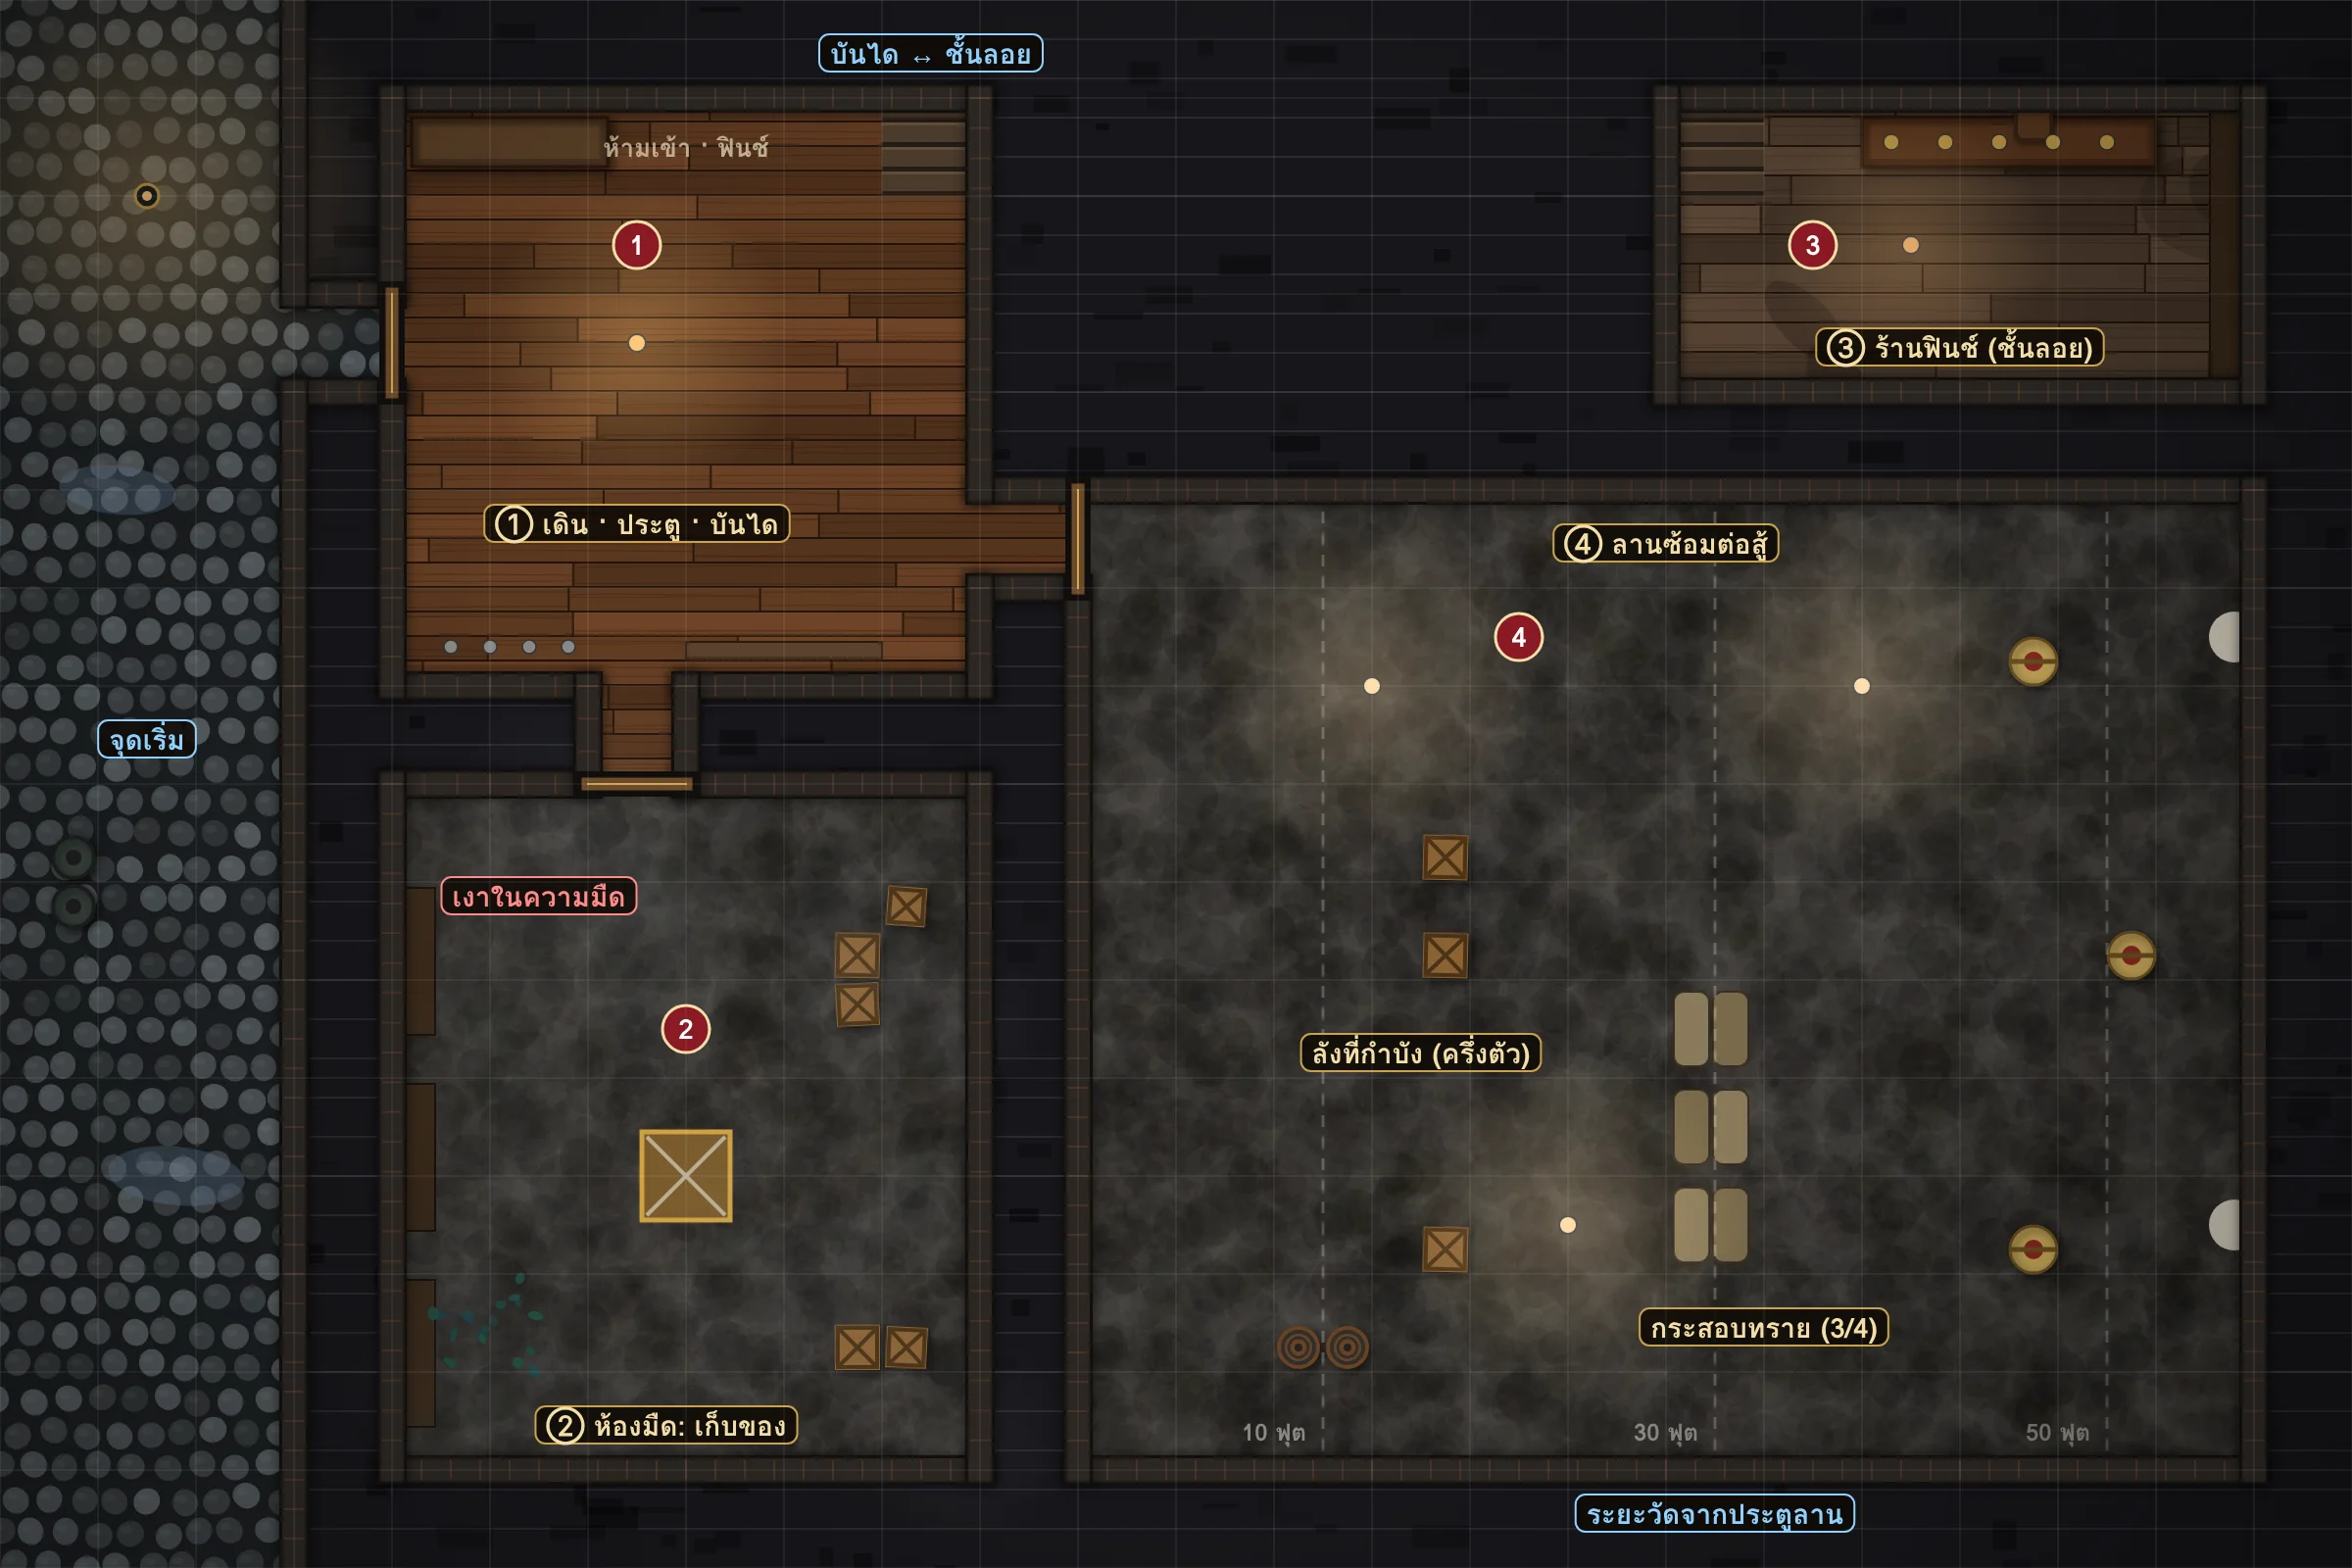 บันได ↔ ชั้นลอย
ห้ามเข้า · ฟินช์
1
3
③ ร้านฟินช์ (ชั้นลอย)
① เดิน · ประตู · บันได
④ ลานซ้อมต่อสู้
4
จุดเริ่ม
เงาในความมืด
2
ลังที่กำบัง (ครึ่งตัว)
กระสอบทราย (3/4)
② ห้องมืด: เก็บของ
10 ฟุต
30 ฟุต
50 ฟุต
ระยะวัดจากประตูลาน